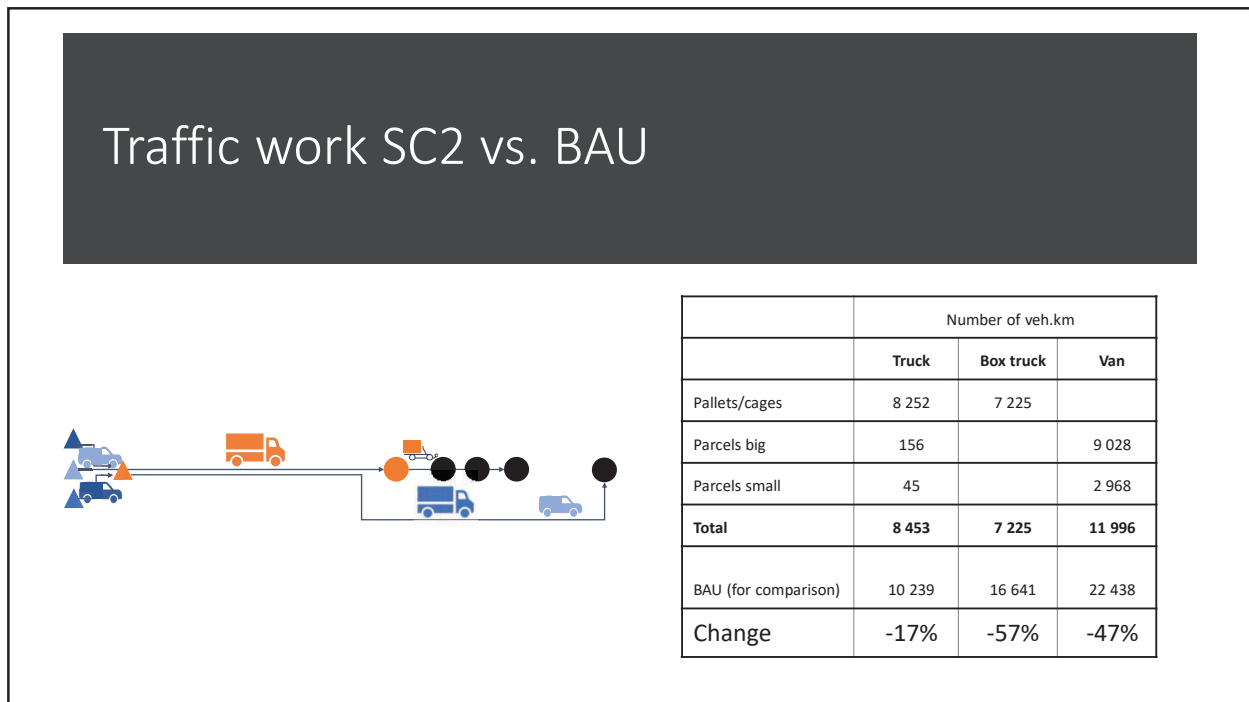 Traffic work SC2 vs. BAU
Number of veh.km
Truck Box truck Van
Pallets/cages 8 252 7 225
Parcels big 156 9 028
Parcels small 45 2 968
Total 8 453 7 225 11 996
BAU (for comparison) 10 239 16 641 22 438
Change -17% -57% -47%